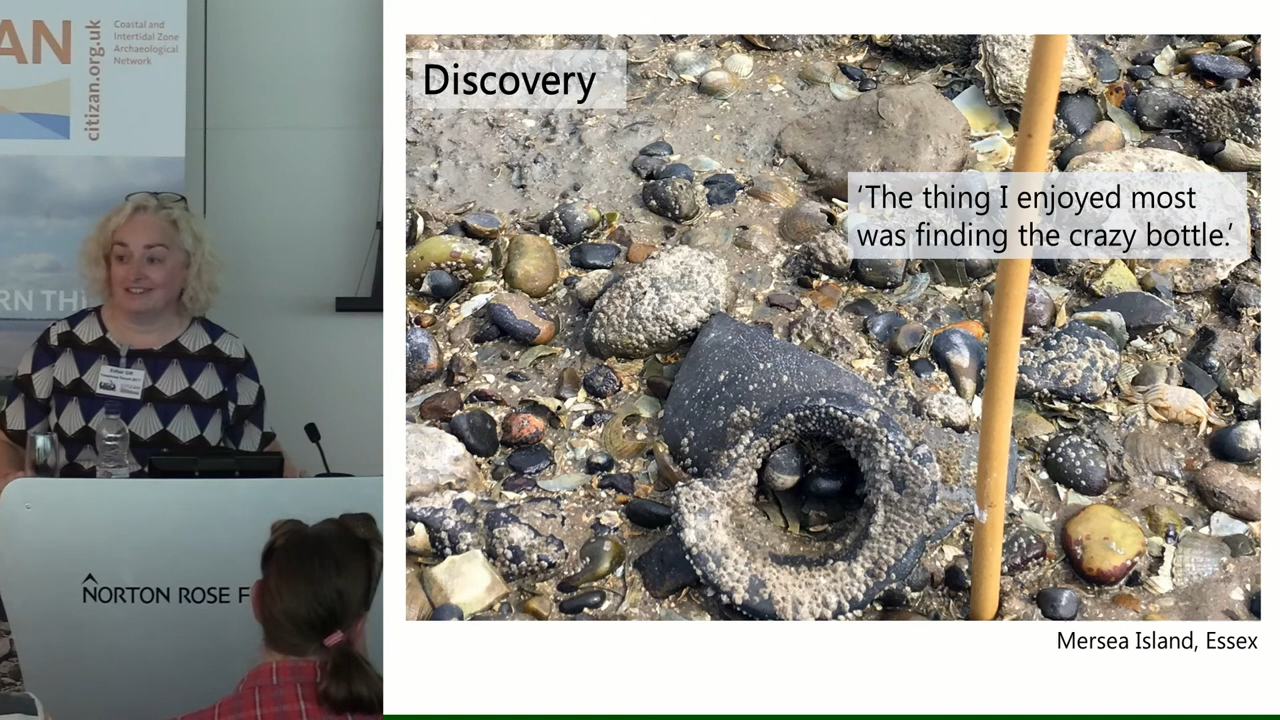 AN
citizan.org.uk
Coastal and
Intertidal Zone
Archaeological
Network
RN TH
NORTON ROSE F
Discovery
‘The thing I enjoyed most
was finding the crazy bottle.’
Mersea Island, Essex